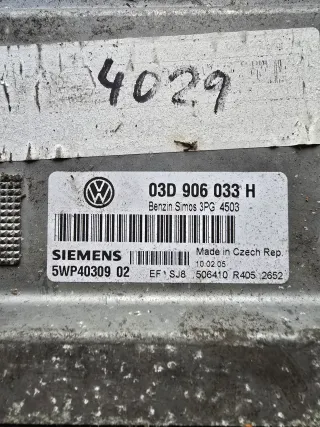 4029
03D 906 033 H
Benzin Simos 3PG 4503
SIEMENS
Made in Czech Rep.
10.02.05
5WP40309 02
EF1 SJ8 506410 R405 2652